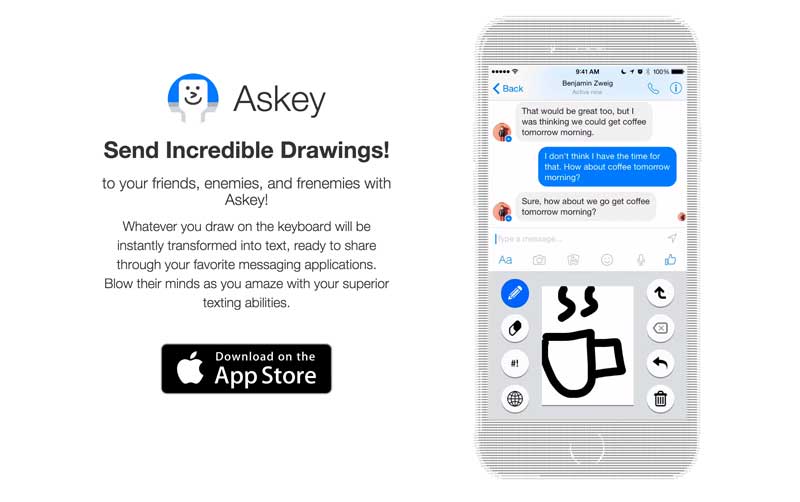 Askey
Send Incredible Drawings!
to your friends, enemies, and frenemies with
Askey!
Whatever you draw on the keyboard will be
instantly transformed into text, ready to share
through your favorite messaging applications.
Blow their minds as you amaze with your superior
texting abilities.
Download on the
App Store
9:41 AM
100%
Back
Benjamin Zweig
Active now
That would be great too, but I
was thinking we could get coffee
tomorrow morning.
I don't think I have the time for
that. How about coffee tomorrow
morning?
Sure, how about we go get coffee
tomorrow morning?
Type a message...
Aa
#!